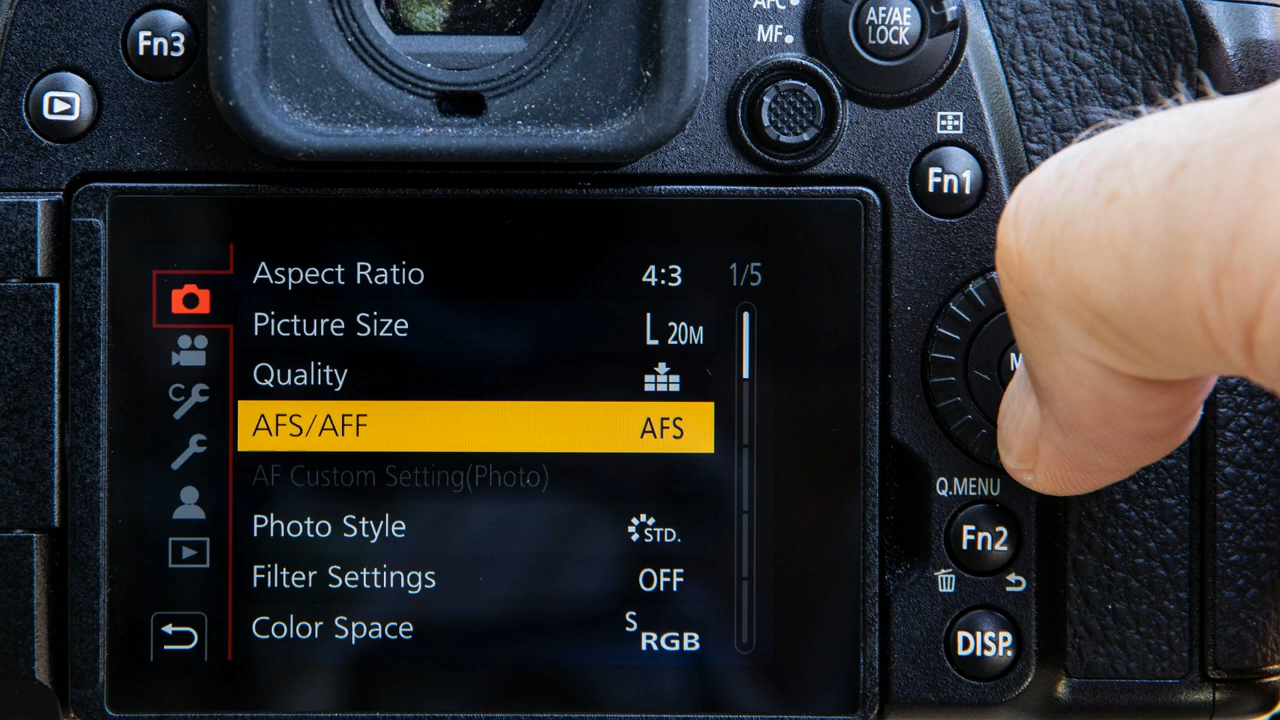 AFC
MF
AF/AE
LOCK
Fn3
Fn1
Aspect Ratio 4:3 1/5
Picture Size L 20M
Quality
AFS/AFF AFS
AF Custom Setting(Photo)
Photo Style STD.
Filter Settings OFF
Color Space sRGB
Q.MENU
Fn2
DISP.